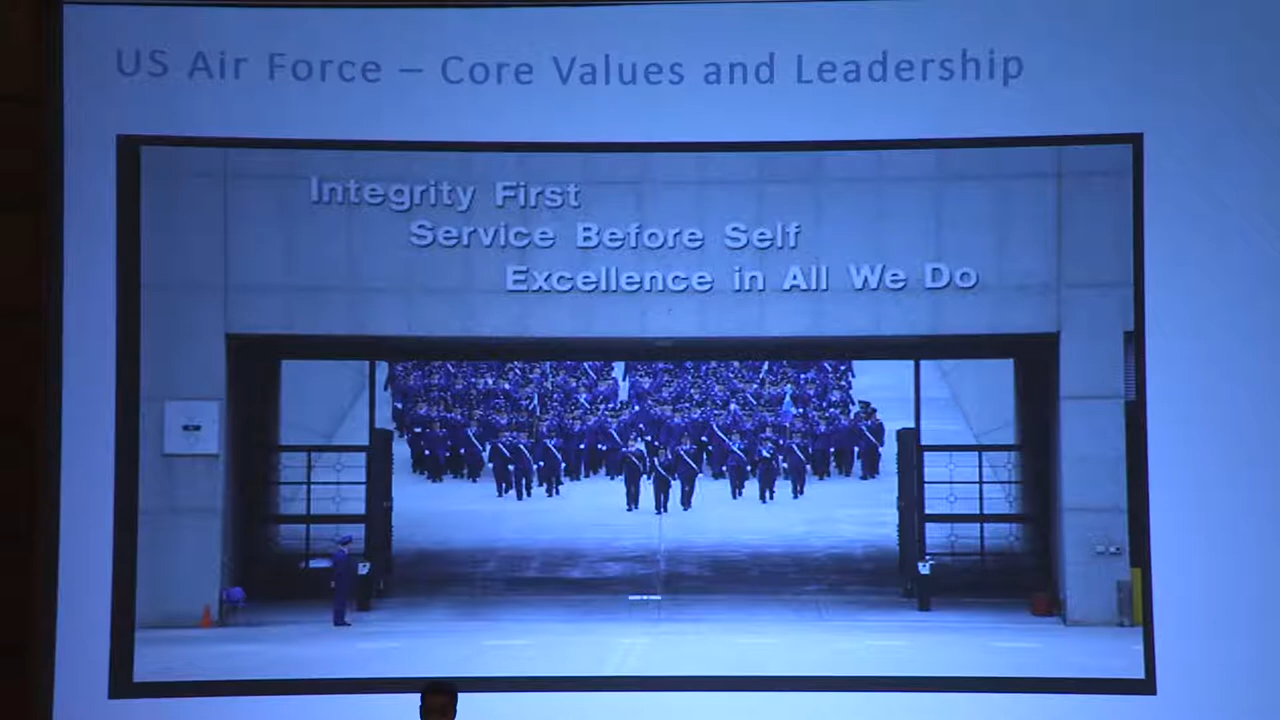 US Air Force – Core Values and Leadership
Integrity First
Service Before Self
Excellence in All We Do